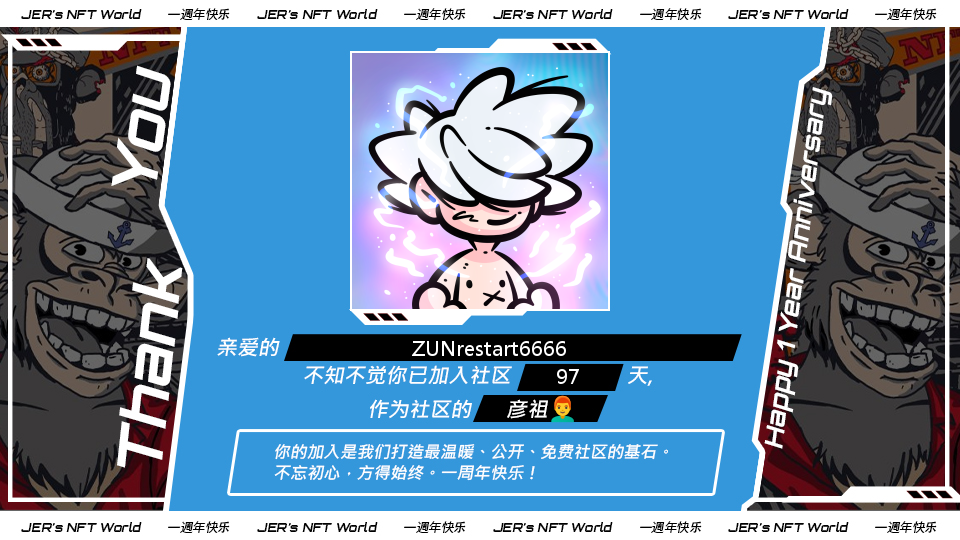 JER's NFT World 一週年快乐 JER's NFT World 一週年快乐 JER's NFT World 一週年快乐 JER's NFT World 一週年快乐
Thank You
Happy 1 Year Anniversary
亲爱的 ZUNrestart6666
不知不觉你已加入社区 97 天,
作为社区的 彦祖👨‍🦰
你的加入是我们打造最温暖、公开、免费社区的基石。
不忘初心,方得始终。一周年快乐!
JER's NFT World 一週年快乐 JER's NFT World 一週年快乐 JER's NFT World 一週年快乐 JER's NFT World 一週年快乐